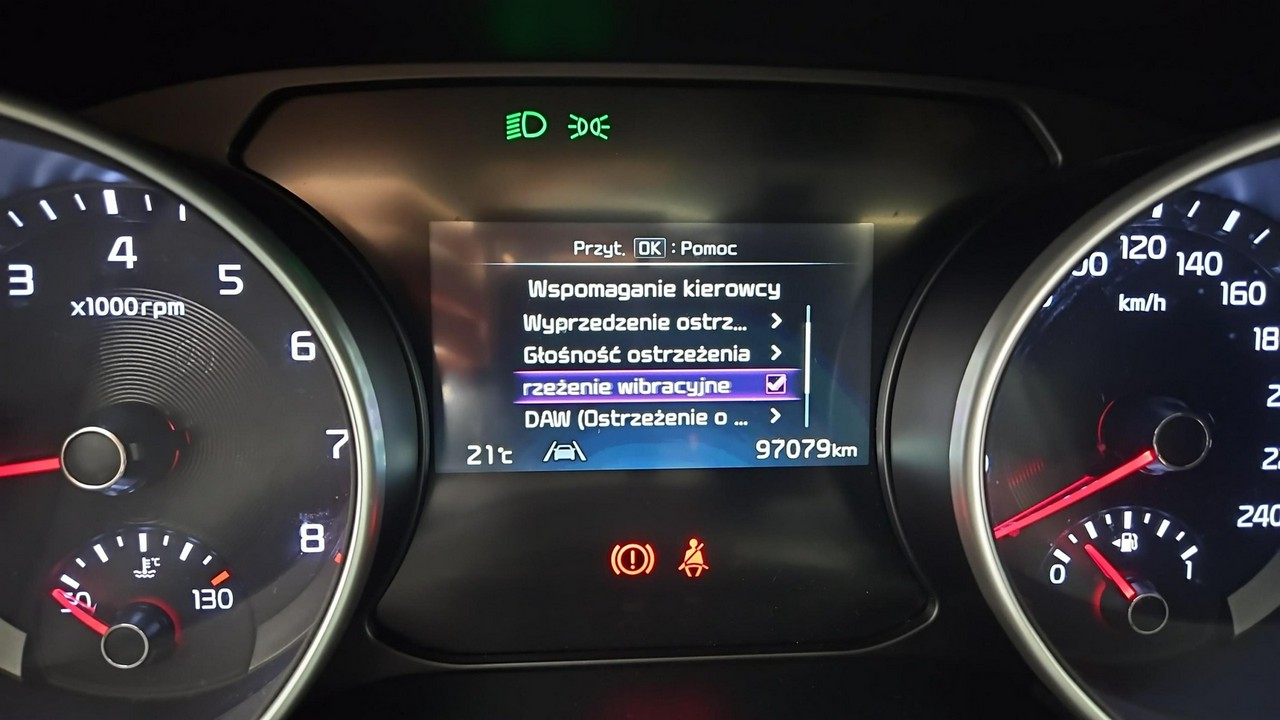 Przyt. OK : Pomoc
Wspomaganie kierowcy
Wyprzedzenie ostrz...
Głośność ostrzeżenia
rzeżenie wibracyjne
DAW (Ostrzeżenie o ...
21°C
97079km
3
4
5
6
7
8
x1000rpm
°C
130
120
140
160
km/h
240
0
1